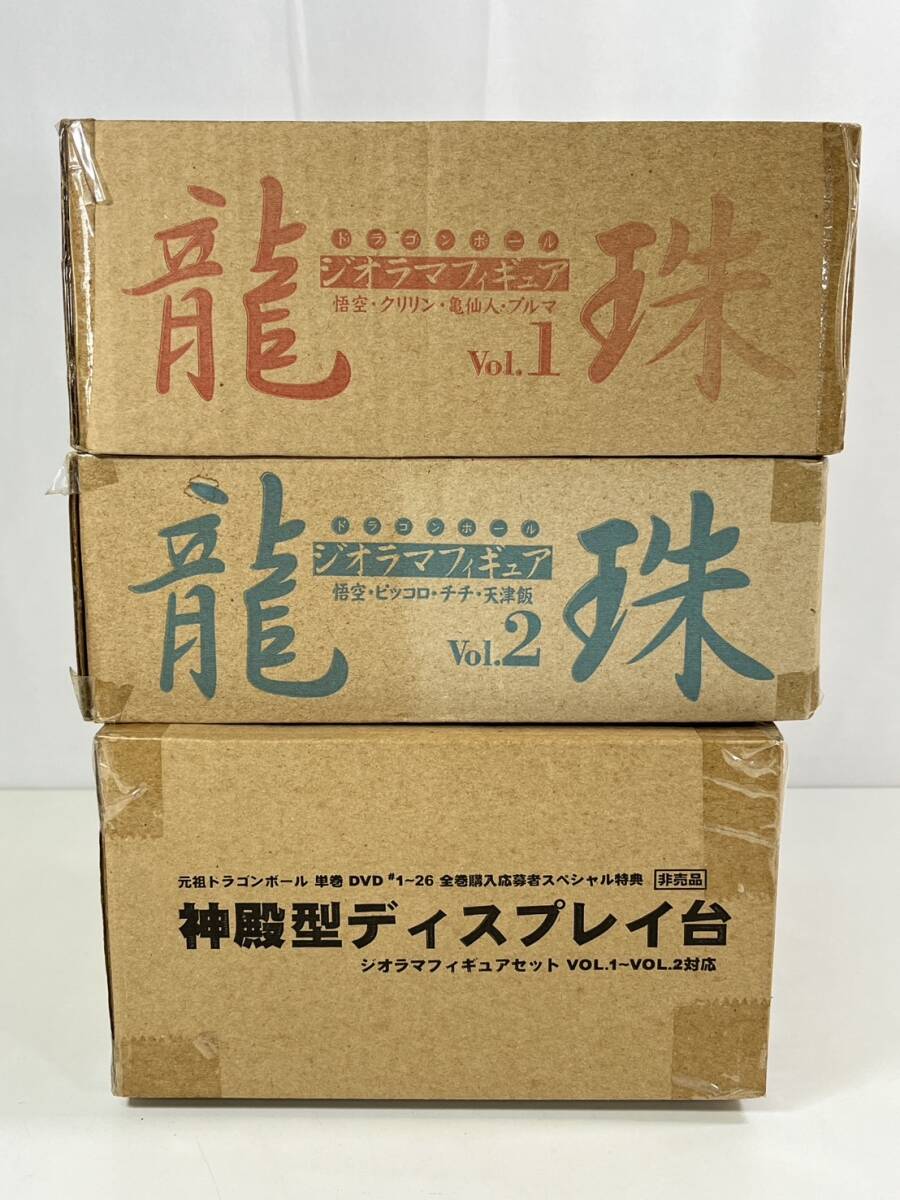 龍珠
ドラゴンボール
ジオラマフィギュア
悟空・クリリン・亀仙人・ブルマ
Vol.1
龍珠
ドラゴンボール
ジオラマフィギュア
悟空・ピッコロ・チチ・天津飯
Vol.2
元祖ドラゴンボール 単巻 DVD #1~26 全巻購入応募者スペシャル特典 非売品
神殿型ディスプレイ台
ジオラマフィギュアセット VOL.1~VOL.2対応